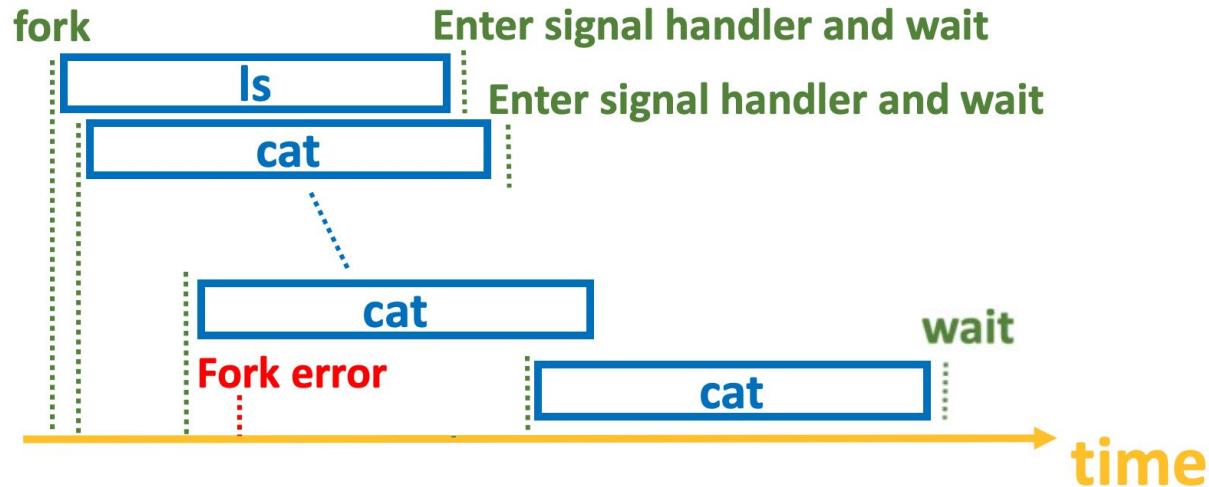 fork
Enter signal handler and wait
ls
Enter signal handler and wait
cat
cat
wait
Fork error
cat
time